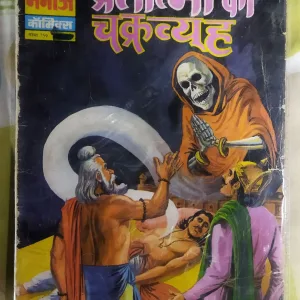 मनोज
कॉमिक्स
प्रेतात्मा का
चक्रव्यूह